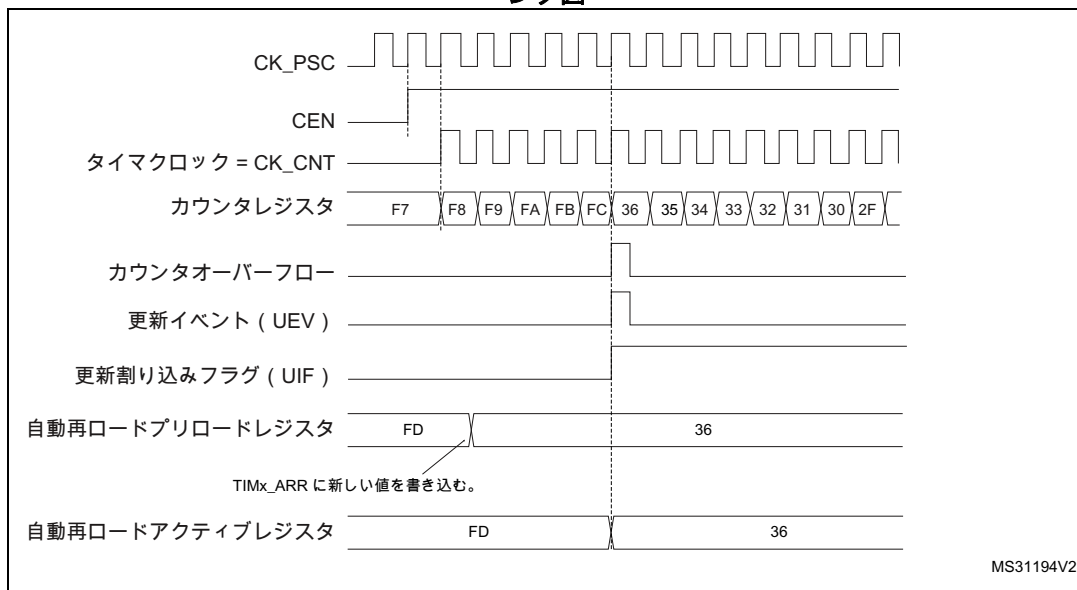 CK_PSC
CEN
タイマクロック = CK_CNT
カウンタレジスタ F7 F8 F9 FA FB FC 36 35 34 33 32 31 30 2F
カウンタオーバーフロー
更新イベント ( UEV )
更新割り込みフラグ ( UIF )
自動再ロードプリロードレジスタ FD 36
TIMx_ARR に新しい値を書き込む。
自動再ロードアクティブレジスタ FD 36
MS31194V2